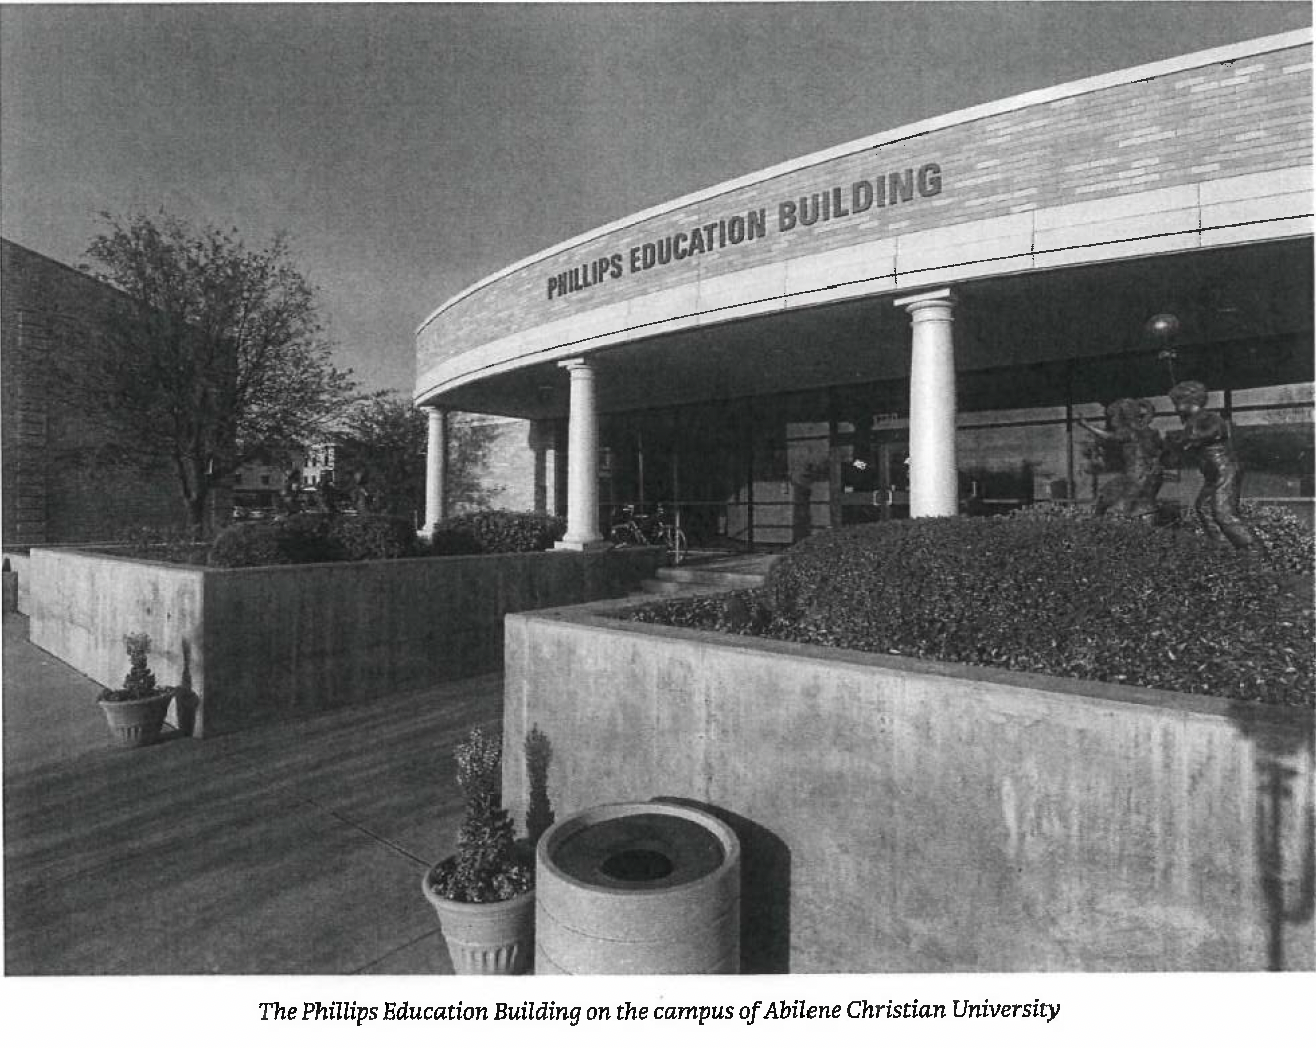 PHILLIPS EDUCATION BUILDING
The Phillips Education Building on the campus of Abilene Christian University